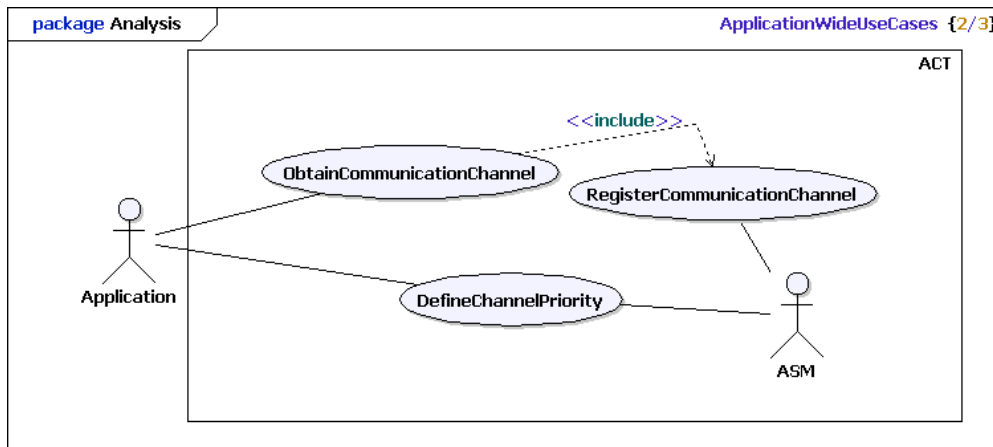 package Analysis
ApplicationWideUseCases {2/3}
ACT
<<include>>
ObtainCommunicationChannel
RegisterCommunicationChannel
Application
DefineChannelPriority
ASM